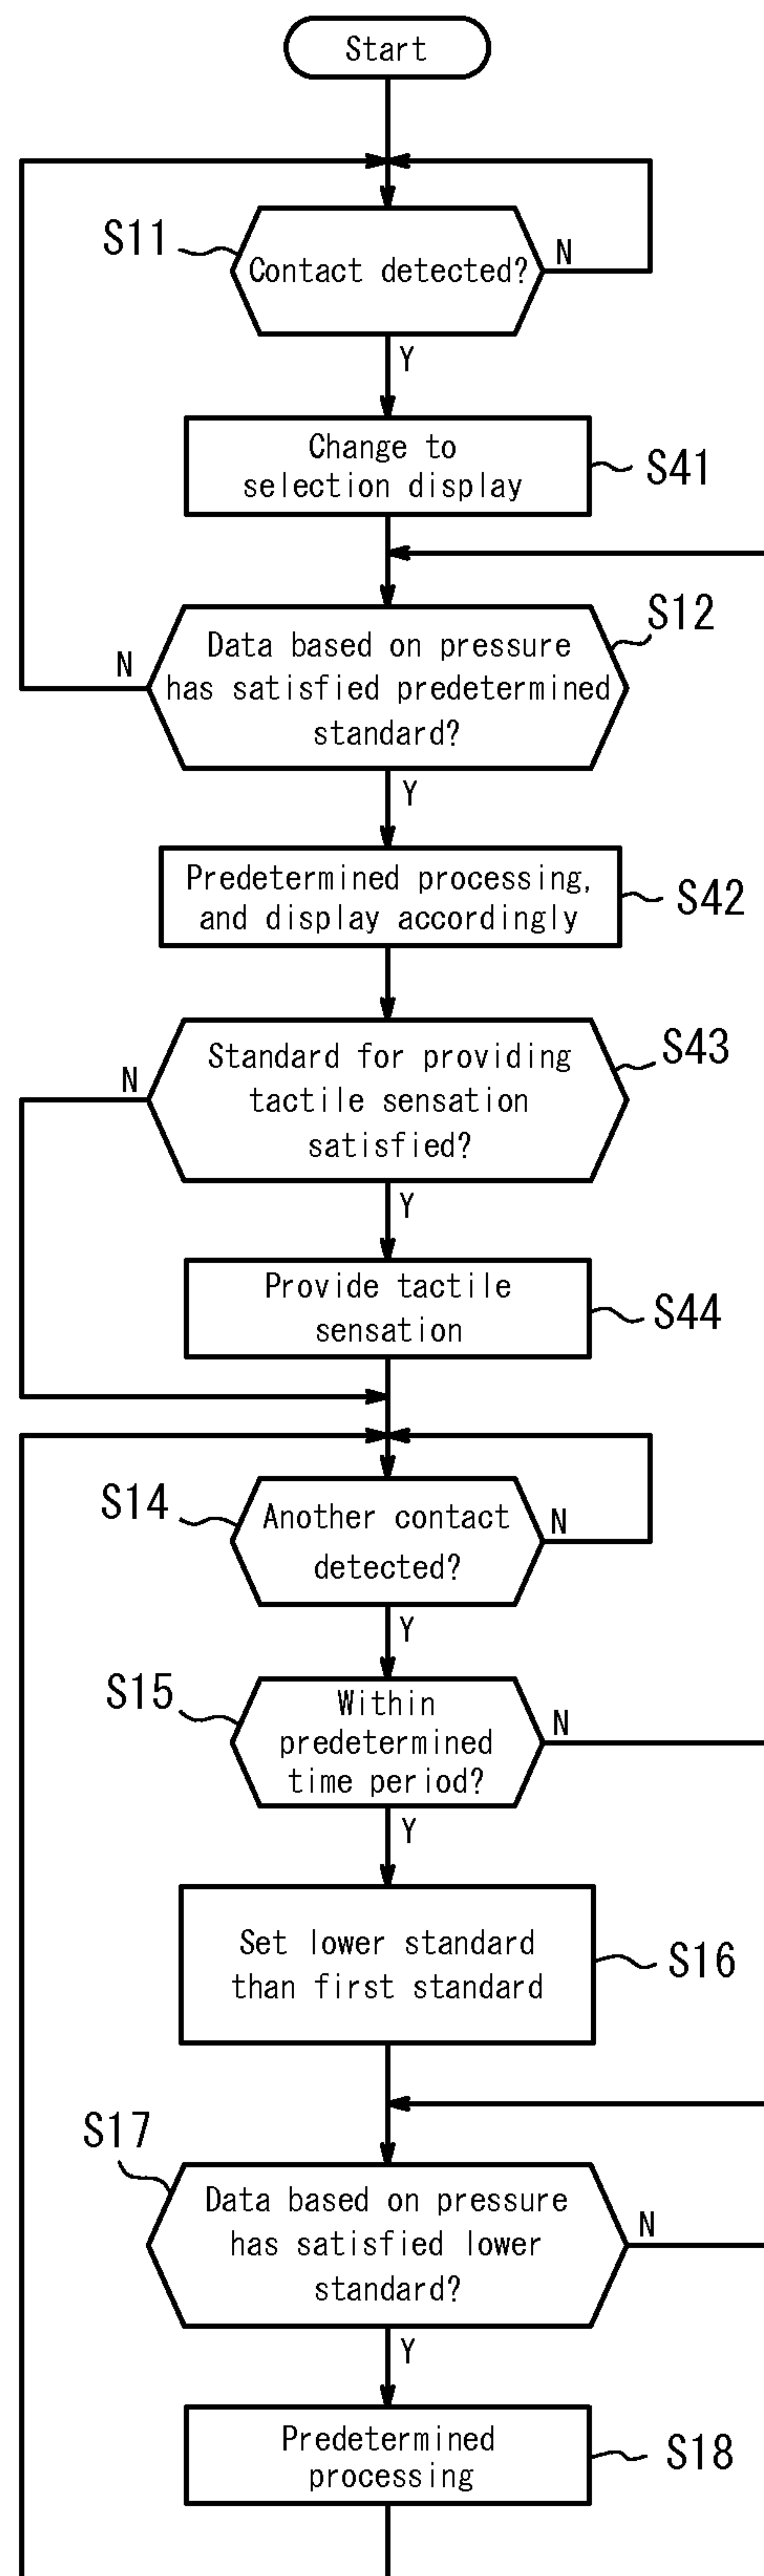 Start
S11
Contact detected?
N
Y
Change to
selection display
S41
S12
Data based on pressure
has satisfied predetermined
standard?
N
Y
Predetermined processing,
and display accordingly
S42
S43
Standard for providing
tactile sensation
satisfied?
N
Y
Provide tactile
sensation
S44
S14
Another contact
detected?
N
Y
S15
Within
predetermined
time period?
N
Y
Set lower standard
than first standard
S16
S17
Data based on pressure
has satisfied lower
standard?
N
Y
Predetermined
processing
S18